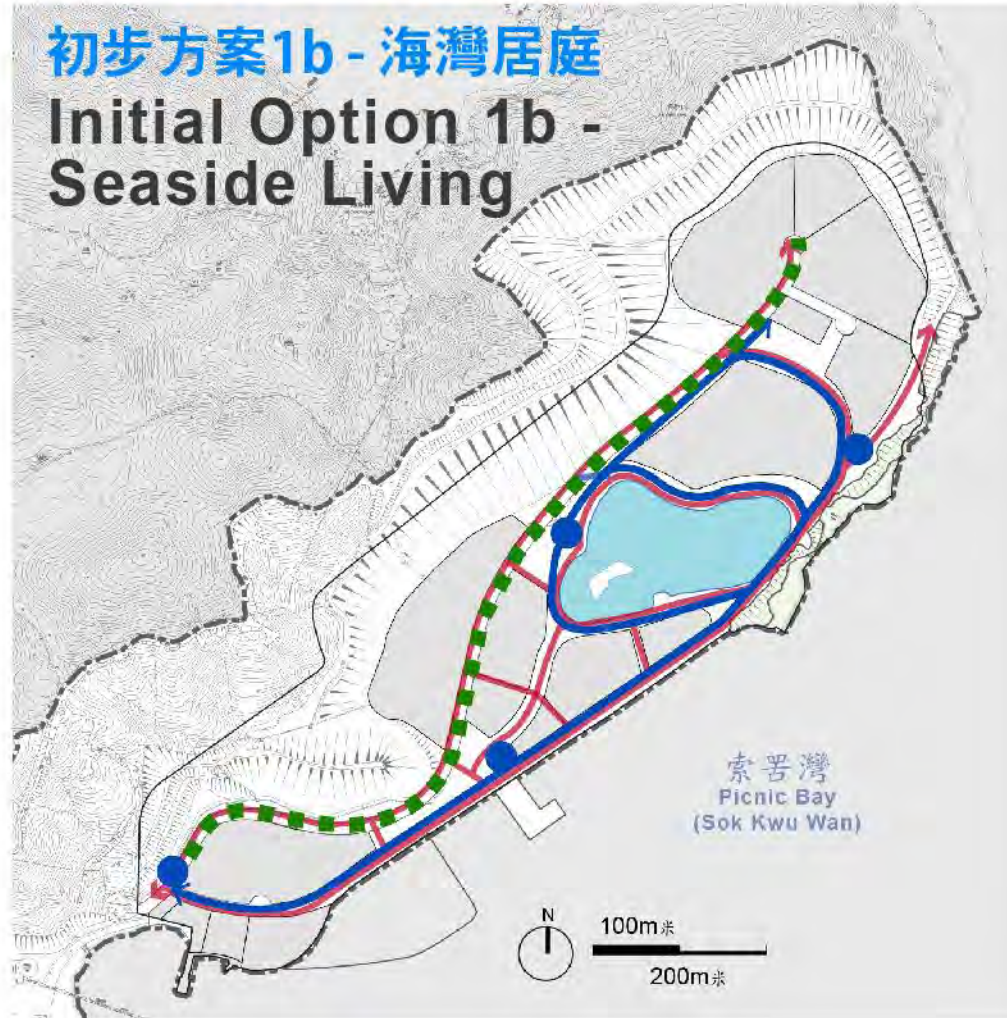 初步方案1b - 海灣居庭
Initial Option 1b -
Seaside Living
索罟灣
Picnic Bay
(Sok Kwu Wan)
N
100m米
200m米